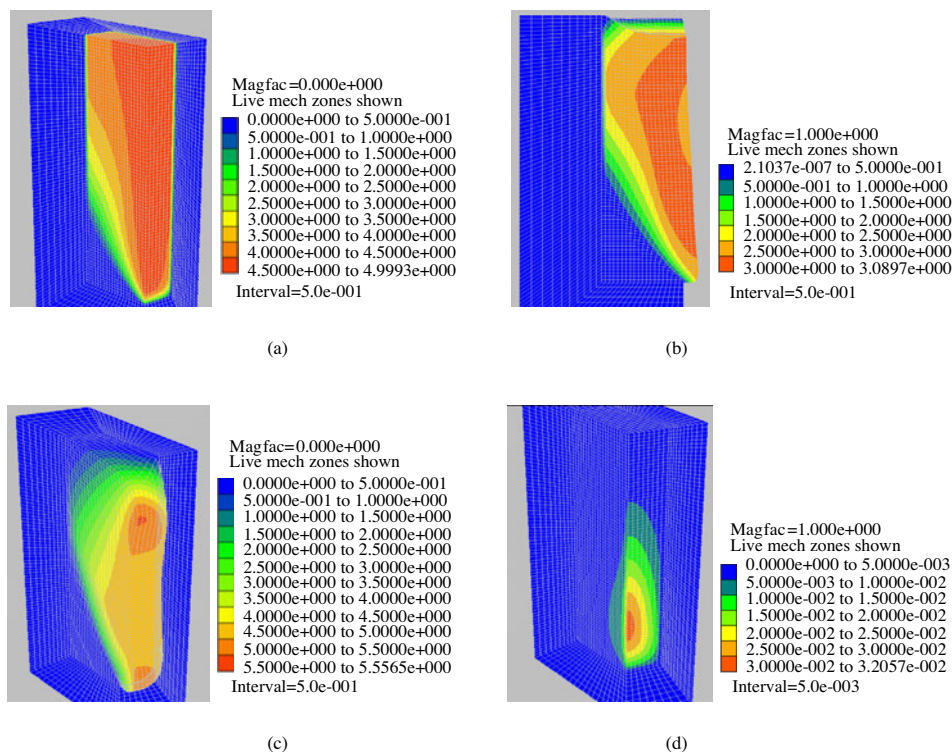 Magfac=0.000e+000
Live mech zones shown
0.0000e+000 to 5.0000e-001
5.0000e-001 to 1.0000e+000
1.0000e+000 to 1.5000e+000
1.5000e+000 to 2.0000e+000
2.0000e+000 to 2.5000e+000
2.5000e+000 to 3.0000e+000
3.0000e+000 to 3.5000e+000
3.5000e+000 to 4.0000e+000
4.0000e+000 to 4.5000e+000
4.5000e+000 to 4.9993e+000
Interval=5.0e-001
(a)
Magfac=1.000e+000
Live mech zones shown
2.1037e-007 to 5.0000e-001
5.0000e-001 to 1.0000e+000
1.0000e+000 to 1.5000e+000
1.5000e+000 to 2.0000e+000
2.0000e+000 to 2.5000e+000
2.5000e+000 to 3.0000e+000
3.0000e+000 to 3.0897e+000
Interval=5.0e-001
(b)
Magfac=0.000e+000
Live mech zones shown
0.0000e+000 to 5.0000e-001
5.0000e-001 to 1.0000e+000
1.0000e+000 to 1.5000e+000
1.5000e+000 to 2.0000e+000
2.0000e+000 to 2.5000e+000
2.5000e+000 to 3.0000e+000
3.0000e+000 to 3.5000e+000
3.5000e+000 to 4.0000e+000
4.0000e+000 to 4.5000e+000
4.5000e+000 to 5.0000e+000
5.0000e+000 to 5.5000e+000
5.5000e+000 to 5.5565e+000
Interval=5.0e-001
(c)
Magfac=1.000e+000
Live mech zones shown
0.0000e+000 to 5.0000e-003
5.0000e-003 to 1.0000e-002
1.0000e-002 to 1.5000e-002
1.5000e-002 to 2.0000e-002
2.0000e-002 to 2.5000e-002
2.5000e-002 to 3.0000e-002
3.0000e-002 to 3.2057e-002
Interval=5.0e-003
(d)